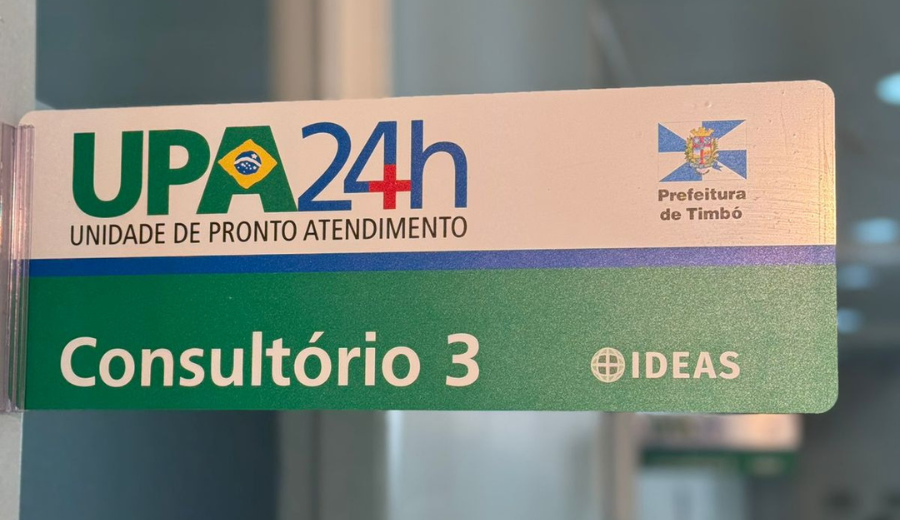 UPA24h
UNIDADE DE PRONTO ATENDIMENTO
Prefeitura
de Timbó
Consultório 3
IDEAS